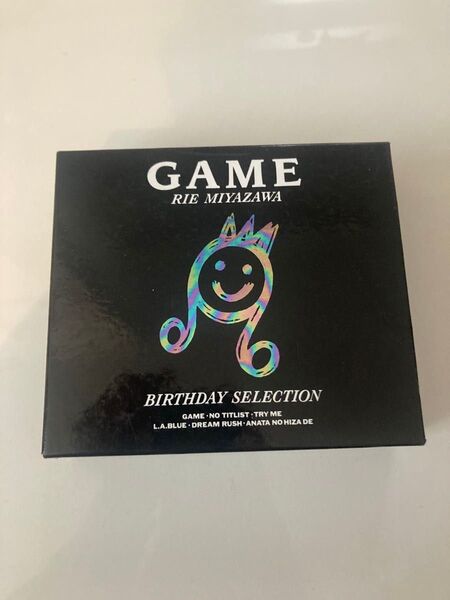 GAME
RIE MIYAZAWA
BIRTHDAY SELECTION
GAME·NO TITLIST·TRY ME
L.A.BLUE·DREAM RUSH·ANATA NO HIZA DE